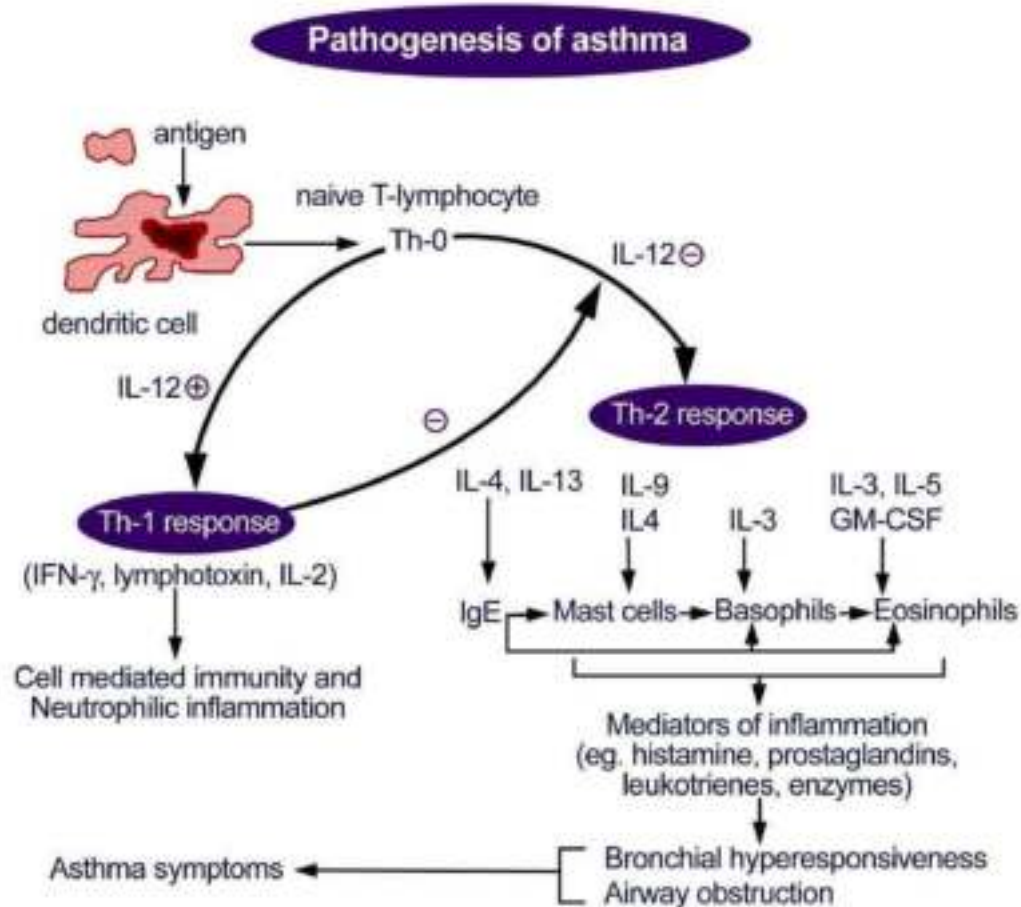 Pathogenesis of asthma
antigen
naive T-lymphocyte
Th-0
IL-12 ⊖
dendritic cell
IL-12 ⊕
⊖
Th-2 response
IL-4, IL-13
IL-9
IL4
IL-3
IL-3, IL-5
GM-CSF
Th-1 response
(IFN-γ, lymphotoxin, IL-2)
IgE
Mast cells
Basophils
Eosinophils
Cell mediated immunity and
Neutrophilic inflammation
Mediators of inflammation
(eg. histamine, prostaglandins,
leukotrienes, enzymes)
Asthma symptoms
Bronchial hyperesponsiveness
Airway obstruction